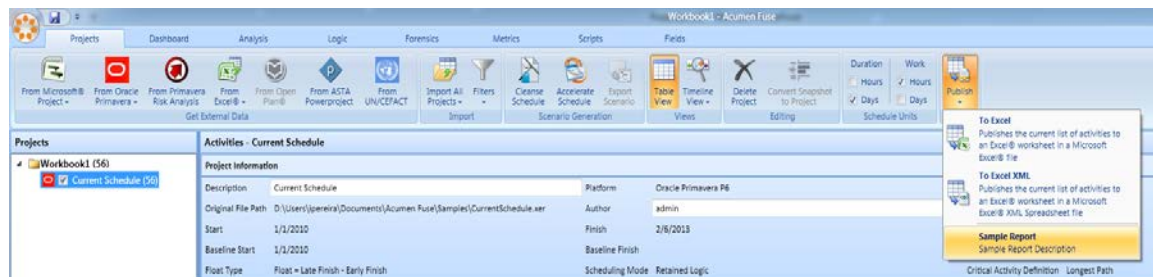 Workbook1 - Acumen Fuse
Projects Dashboard Analysis Logic Forensics Metrics Scripts Fields
From Microsoft® Project
From Oracle Primavera
From Primavera Risk Analysis
From Excel®
From Open Plan®
From ASTA Powerproject
From UN/CEFACT
Import All Projects
Filters
Cleanse Schedule
Accelerate Schedule
Export Scenario
Table View
Timeline View
Delete Project
Convert Snapshot to Project
Duration Work
Hours Hours
Days Days
Publish
Get External Data Import Scenario Generation Views Editing Schedule Units
To Excel
Publishes the current list of activities to
an Excel® worksheet in a Microsoft
Excel® file
To Excel XML
Publishes the current list of activities to
an Excel® worksheet in a Microsoft
Excel® XML Spreadsheet file
Sample Report
Sample Report Description
Projects
Workbook1 (56)
Current Schedule (56)
Activities - Current Schedule
Project Information
Description Current Schedule Platform Oracle Primavera P6
Original File Path D:\Users\ipereira\Documents\Acumen Fuse\Samples\CurrentSchedule.xer Author admin
Start 1/1/2010 Finish 2/6/2013
Baseline Start 1/1/2010 Baseline Finish
Float Type Float = Late Finish - Early Finish Scheduling Mode Retained Logic Critical Activity Definition Longest Path